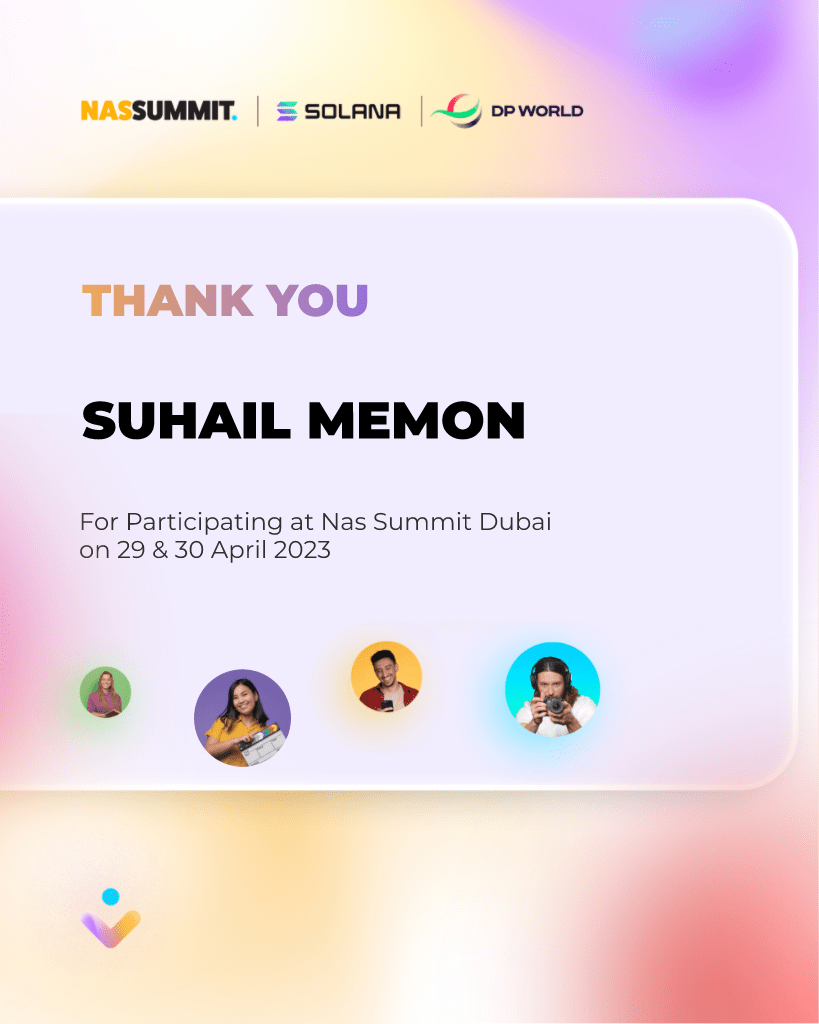 NASSUMMIT. SOLANA DP WORLD
THANK YOU
SUHAIL MEMON
For Participating at Nas Summit Dubai
on 29 & 30 April 2023